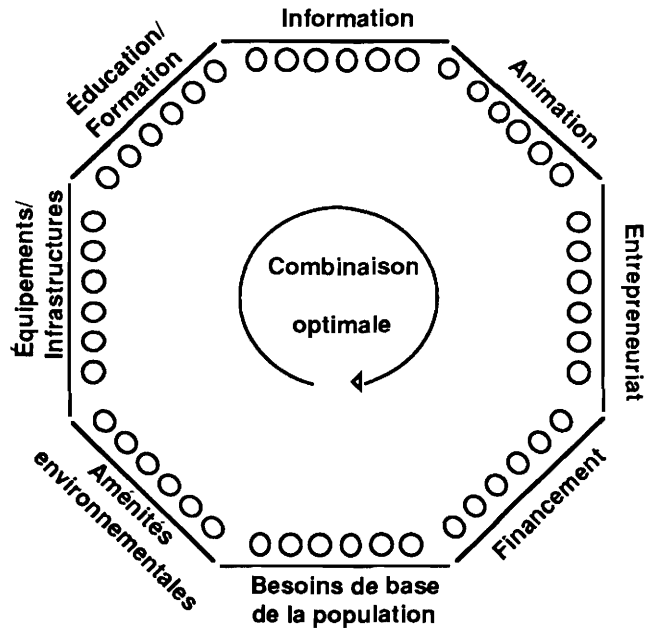 Information
Animation
Entrepreneuriat
Financement
Besoins de base
de la population
Aménités
environnementales
Équipements/
Infrastructures
Éducation/
Formation
Combinaison
optimale